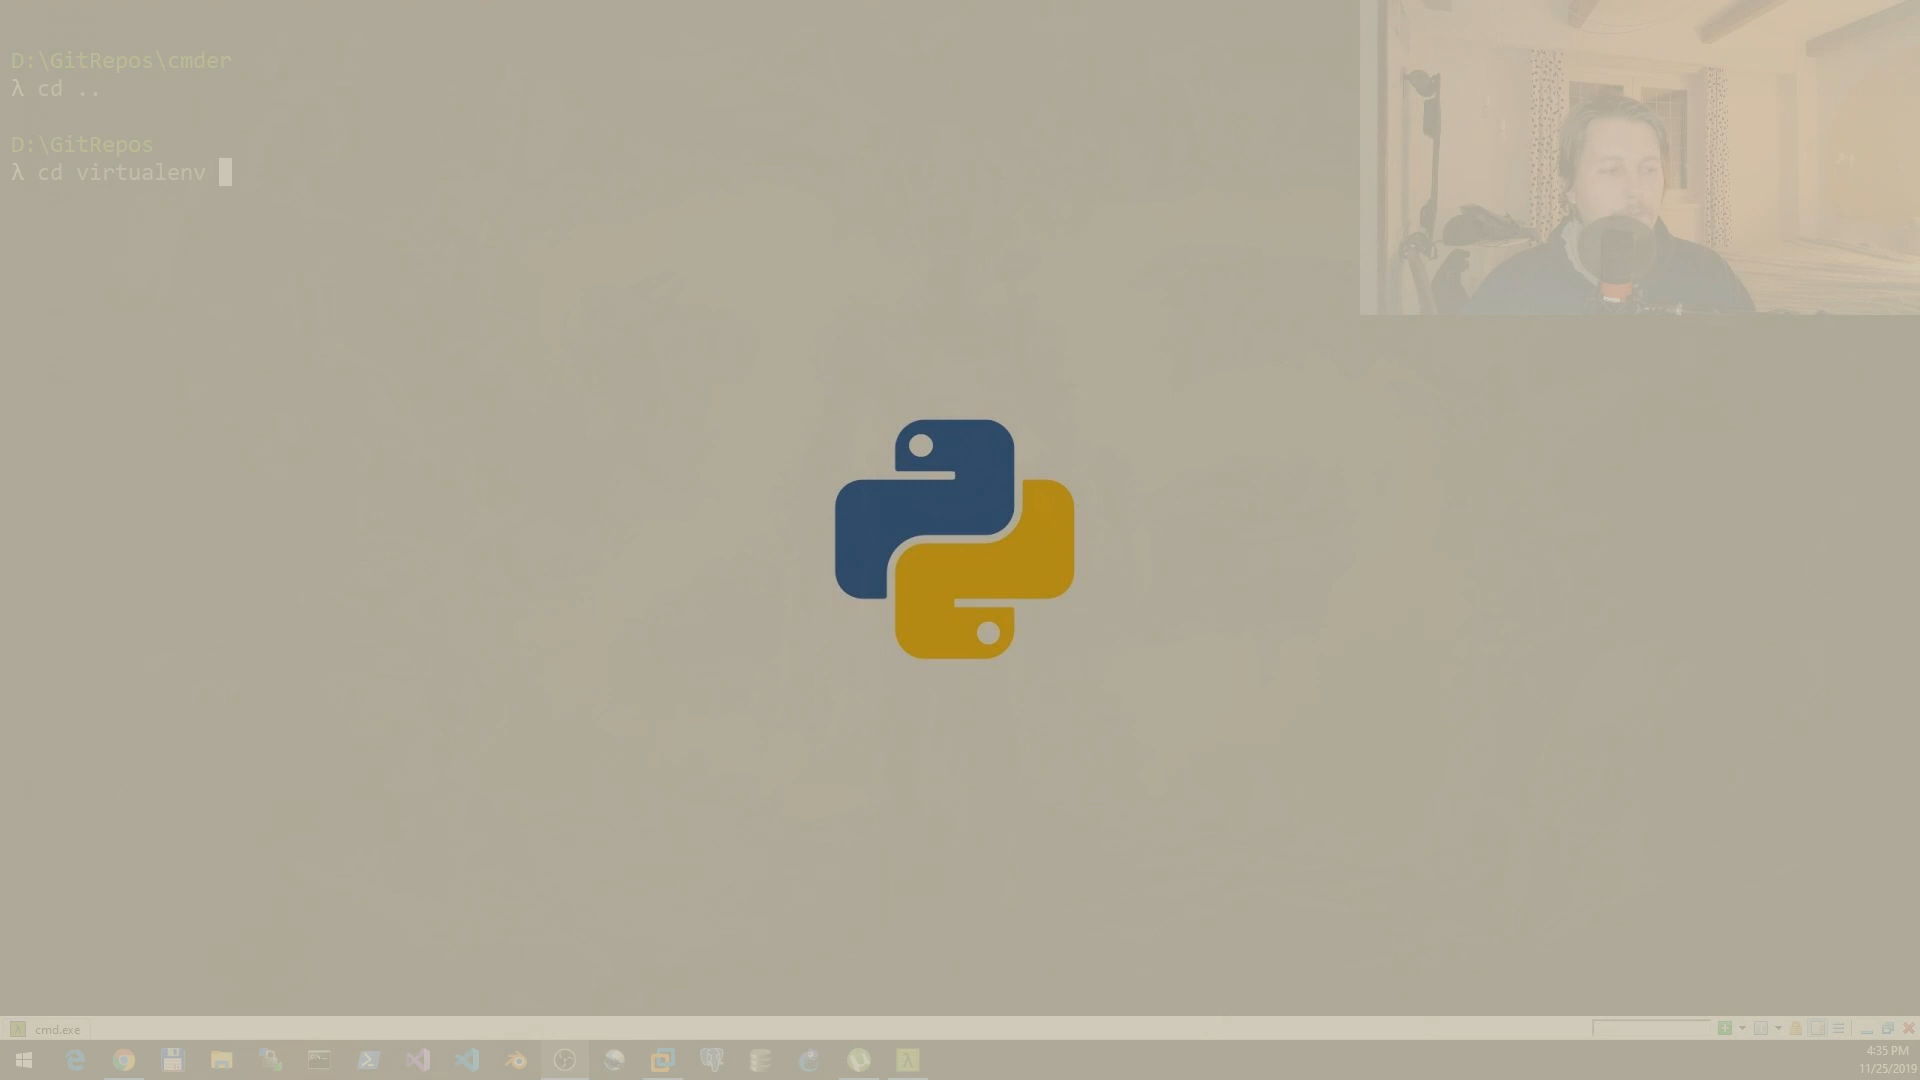 D:\GitRepos\cmder
λ cd ..
D:\GitRepos
λ cd virtualenv
cmd.exe
4:35 PM
11/25/2019